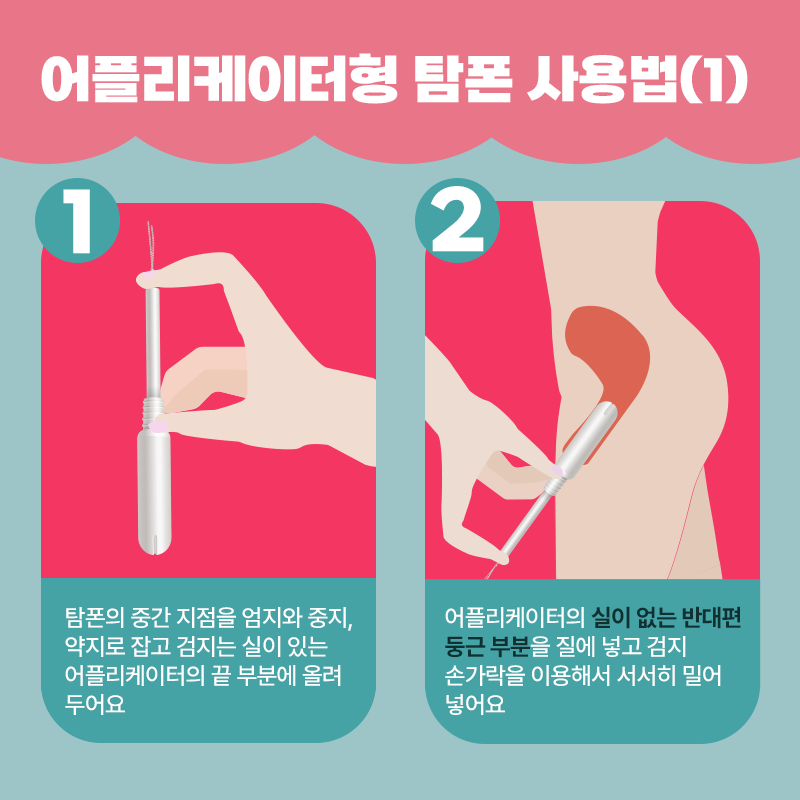 어플리케이터형 탐폰 사용법(1)
1
탐폰의 중간 지점을 엄지와 중지,
약지로 잡고 검지는 실이 있는
어플리케이터의 끝 부분에 올려
두어요
2
어플리케이터의 실이 없는 반대편
둥근 부분을 질에 넣고 검지
손가락을 이용해서 서서히 밀어
넣어요